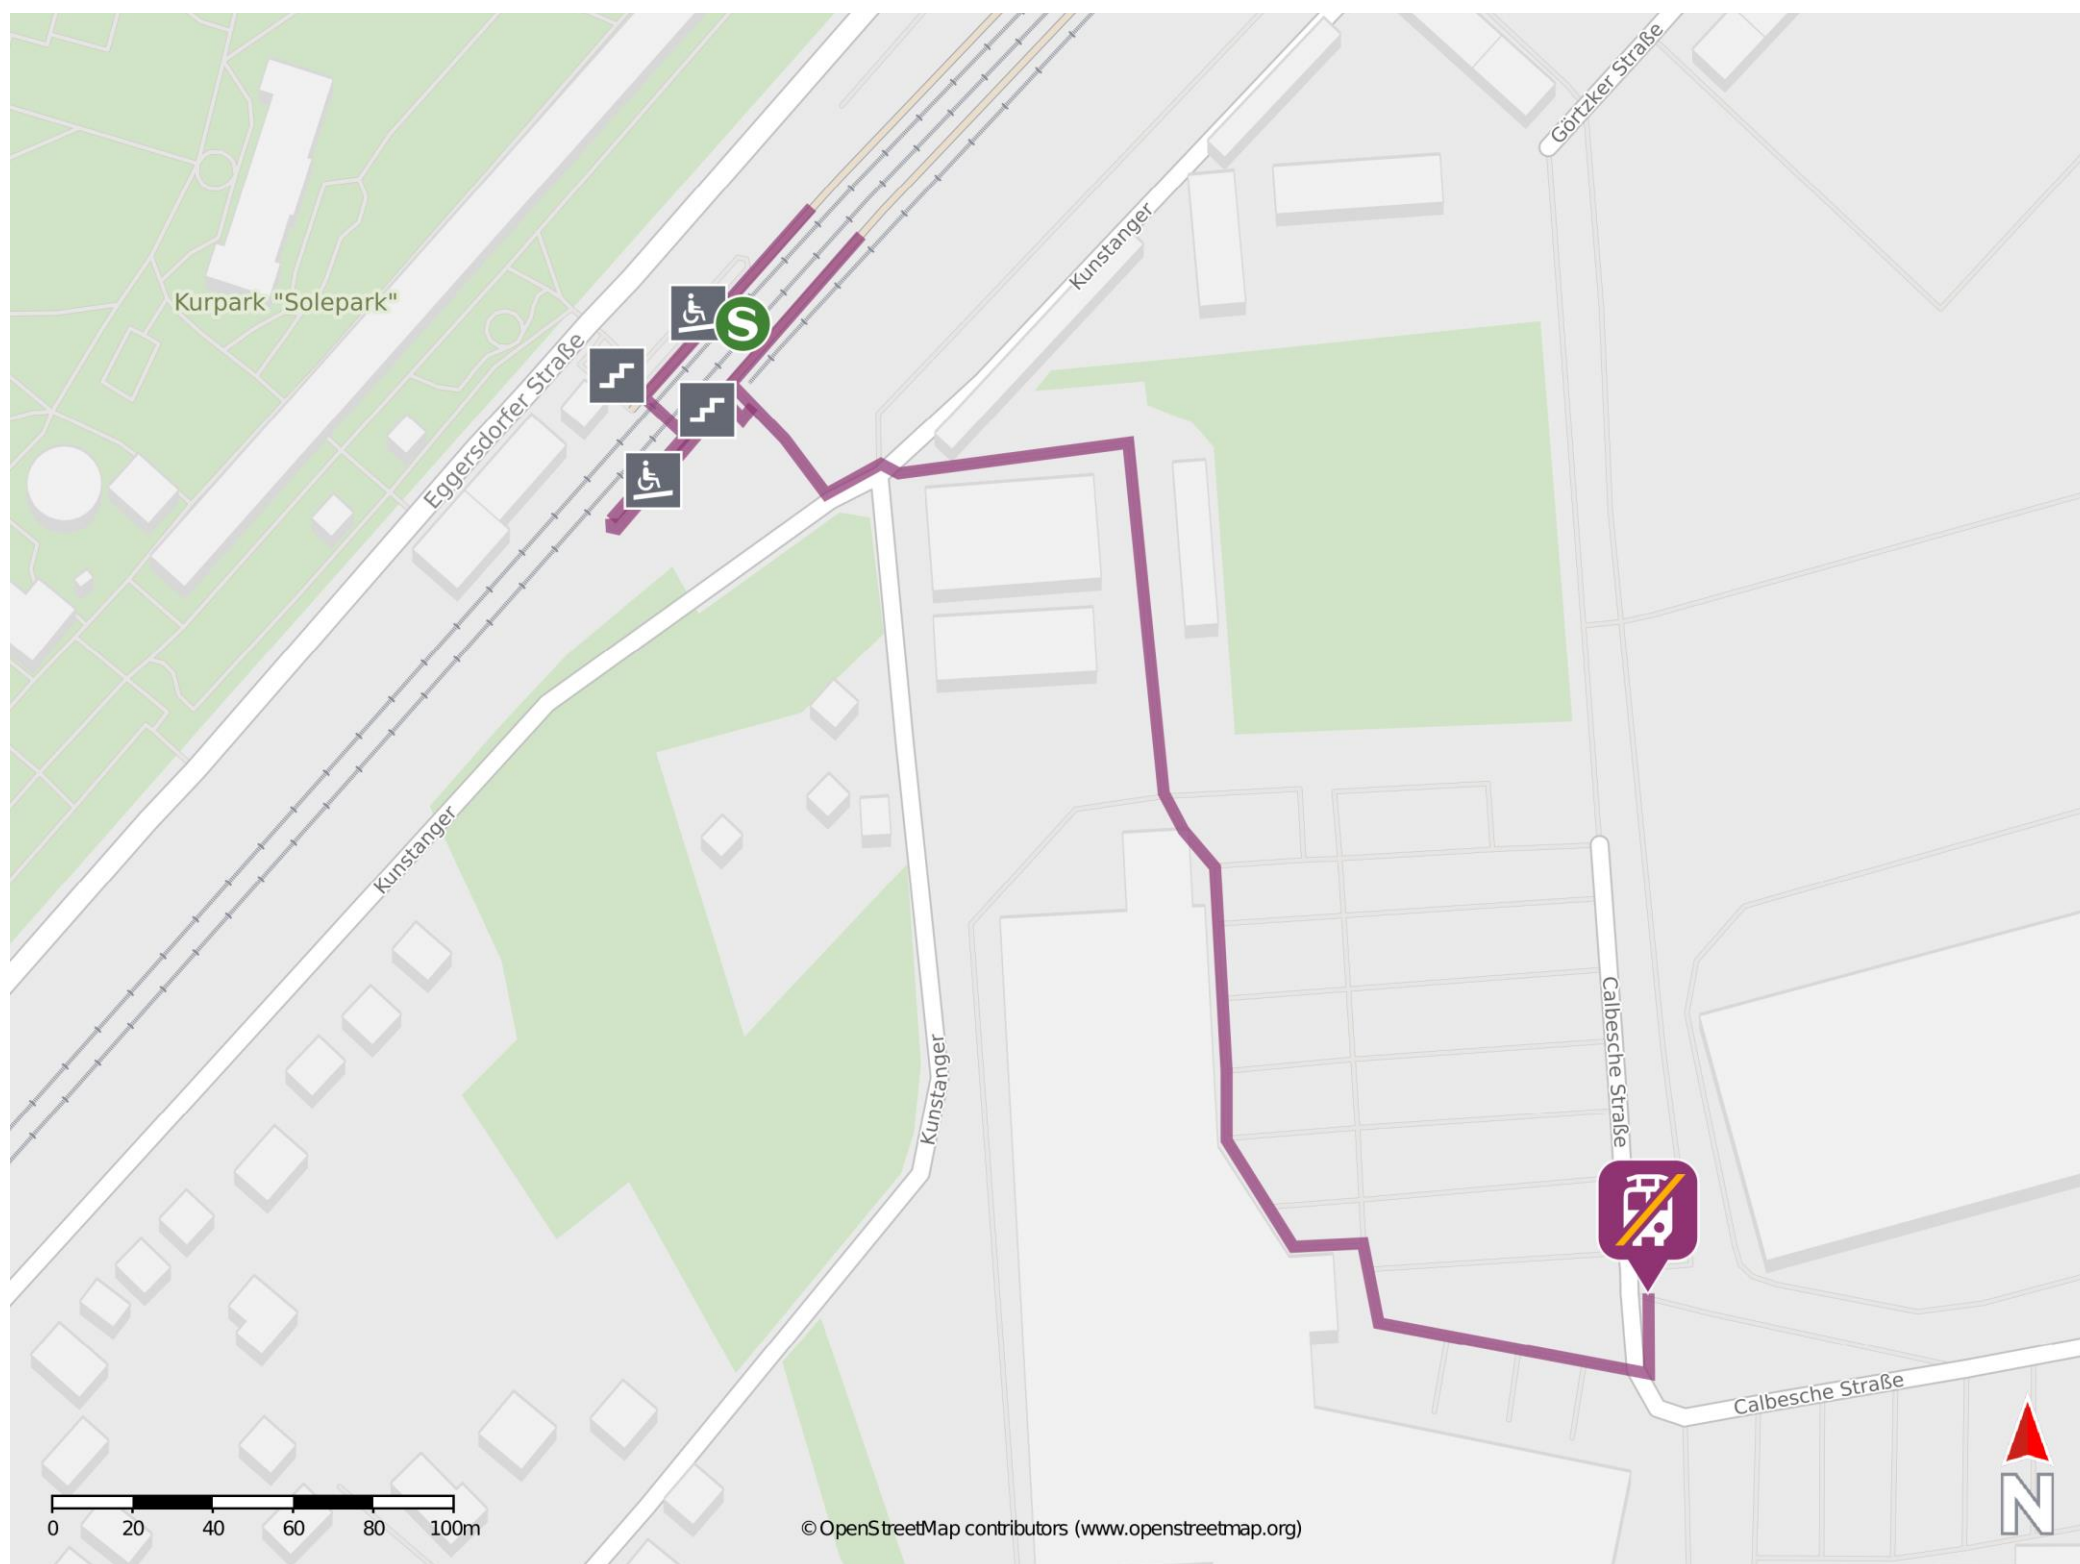 Görtzker Straße
Kunstanger
Kurpark "Solepark"
S
Eggersdorfer Straße
Kunstanger
Calbesche Straße
Kunstanger
Calbesche Straße
0 20 40 60 80 100m
© OpenStreetMap contributors (www.openstreetmap.org)
N